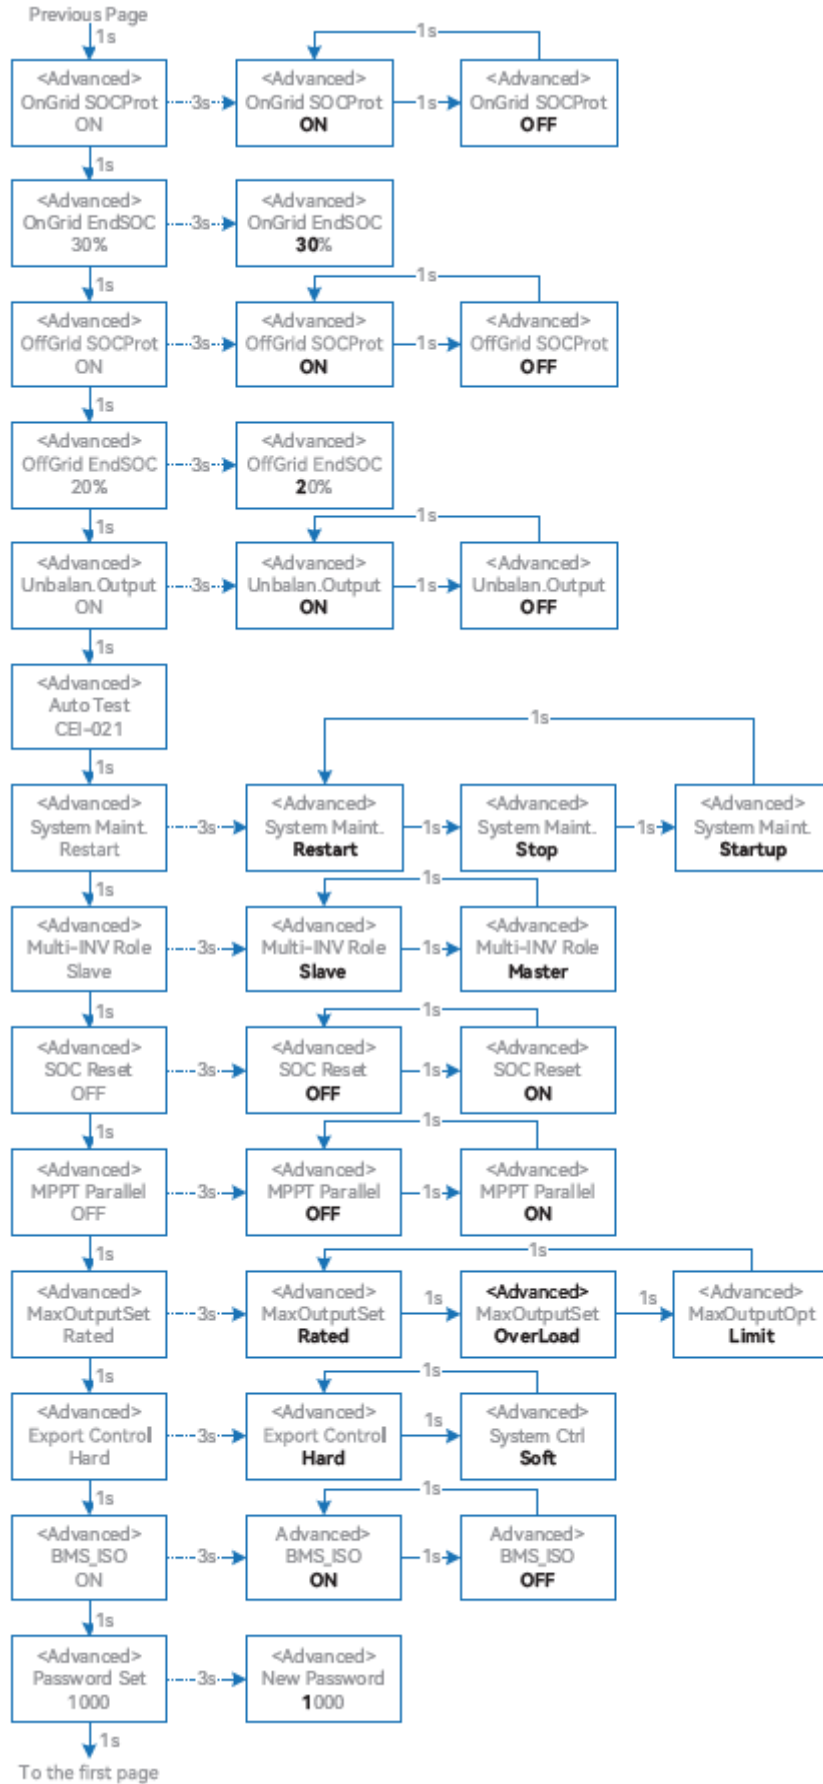 Previous Page
1s
1s
<Advanced>
OnGrid SOCProt
ON
3s
<Advanced>
OnGrid SOCProt
ON
1s
<Advanced>
OnGrid SOCProt
OFF
1s
<Advanced>
OnGrid EndSOC
30%
3s
<Advanced>
OnGrid EndSOC
30%
1s
1s
<Advanced>
OffGrid SOCProt
ON
3s
<Advanced>
OffGrid SOCProt
ON
1s
<Advanced>
OffGrid SOCProt
OFF
1s
<Advanced>
OffGrid EndSOC
20%
3s
<Advanced>
OffGrid EndSOC
20%
1s
1s
<Advanced>
Unbalan.Output
ON
3s
<Advanced>
Unbalan.Output
ON
1s
<Advanced>
Unbalan.Output
OFF
1s
<Advanced>
Auto Test
CEI-021
1s
1s
<Advanced>
System Maint.
Restart
3s
<Advanced>
System Maint.
Restart
1s
<Advanced>
System Maint.
Stop
1s
<Advanced>
System Maint.
Startup
1s
1s
<Advanced>
Multi-INV Role
Slave
3s
<Advanced>
Multi-INV Role
Slave
1s
<Advanced>
Multi-INV Role
Master
1s
1s
<Advanced>
SOC Reset
OFF
3s
<Advanced>
SOC Reset
OFF
1s
<Advanced>
SOC Reset
ON
1s
1s
<Advanced>
MPPT Parallel
OFF
3s
<Advanced>
MPPT Parallel
OFF
1s
<Advanced>
MPPT Parallel
ON
1s
1s
<Advanced>
MaxOutputSet
Rated
3s
<Advanced>
MaxOutputSet
Rated
1s
<Advanced>
MaxOutputSet
OverLoad
1s
<Advanced>
MaxOutputOpt
Limit
1s
1s
<Advanced>
Export Control
Hard
3s
<Advanced>
Export Control
Hard
1s
<Advanced>
System Ctrl
Soft
1s
1s
<Advanced>
BMS_ISO
ON
3s
Advanced>
BMS_ISO
ON
1s
Advanced>
BMS_ISO
OFF
1s
<Advanced>
Password Set
1000
3s
<Advanced>
New Password
1000
1s
To the first page